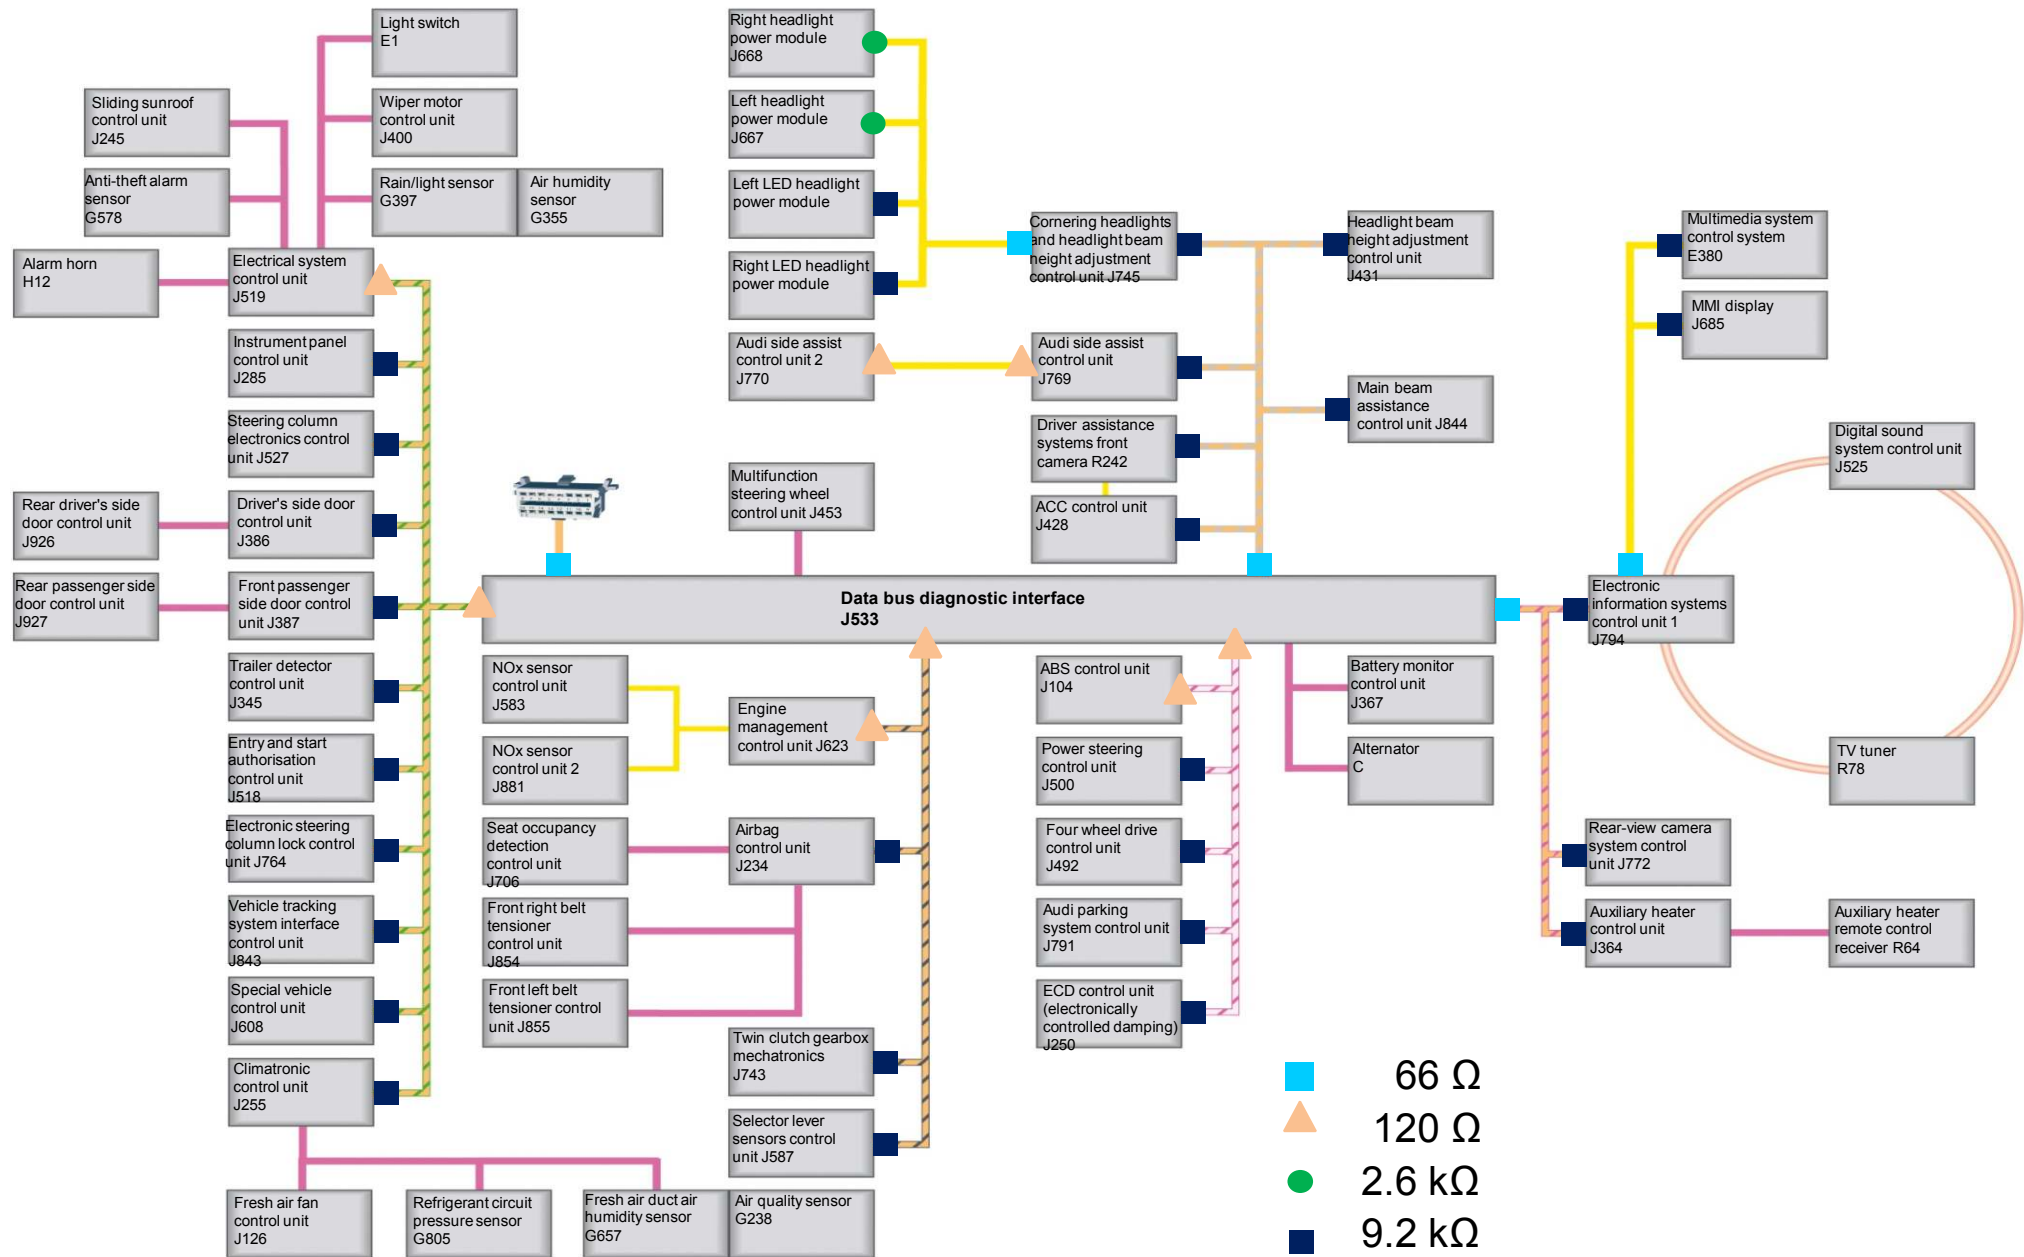 Light switch
E1
Right headlight
power module
J668
Sliding sunroof
control unit
J245
Wiper motor
control unit
J400
Left headlight
power module
J667
Anti-theft alarm
sensor
G578
Rain/light sensor
G397
Air humidity
sensor
G355
Left LED headlight
power module
Cornering headlights
and headlight beam
height adjustment
control unit J745
Headlight beam
height adjustment
control unit
J431
Multimedia system
control system
E380
Alarm horn
H12
Electrical system
control unit
J519
Right LED headlight
power module
MMI display
J685
Instrument panel
control unit
J285
Audi side assist
control unit 2
J770
Audi side assist
control unit
J769
Main beam
assistance
control unit J844
Steering column
electronics control
unit J527
Driver assistance
systems front
camera R242
Digital sound
system control unit
J525
Multifunction
steering wheel
control unit J453
Rear driver's side
door control unit
J926
Driver's side door
control unit
J386
ACC control unit
J428
Rear passenger side
door control unit
J927
Front passenger
side door control
unit J387
Data bus diagnostic interface
J533
Electronic
information systems
control unit 1
J794
Trailer detector
control unit
J345
NOx sensor
control unit
J583
Engine
management
control unit J623
ABS control unit
J104
Battery monitor
control unit
J367
Entry and start
authorisation
control unit
J518
NOx sensor
control unit 2
J881
Power steering
control unit
J500
Alternator
C
TV tuner
R78
Electronic steering
column lock control
unit J764
Seat occupancy
detection
control unit
J706
Airbag
control unit
J234
Four wheel drive
control unit
J492
Rear-view camera
system control
unit J772
Vehicle tracking
system interface
control unit
J843
Front right belt
tensioner
control unit
J854
Audi parking
system control unit
J791
Auxiliary heater
control unit
J364
Auxiliary heater
remote control
receiver R64
Special vehicle
control unit
J608
Front left belt
tensioner control
unit J855
ECD control unit
(electronically
controlled damping)
J250
Climatronic
control unit
J255
Twin clutch gearbox
mechatronics
J743
Selector lever
sensors control
unit J587
Fresh air fan
control unit
J126
Refrigerant circuit
pressure sensor
G805
Fresh air duct air
humidity sensor
G657
Air quality sensor
G238
66 Ω
120 Ω
2.6 kΩ
9.2 kΩ